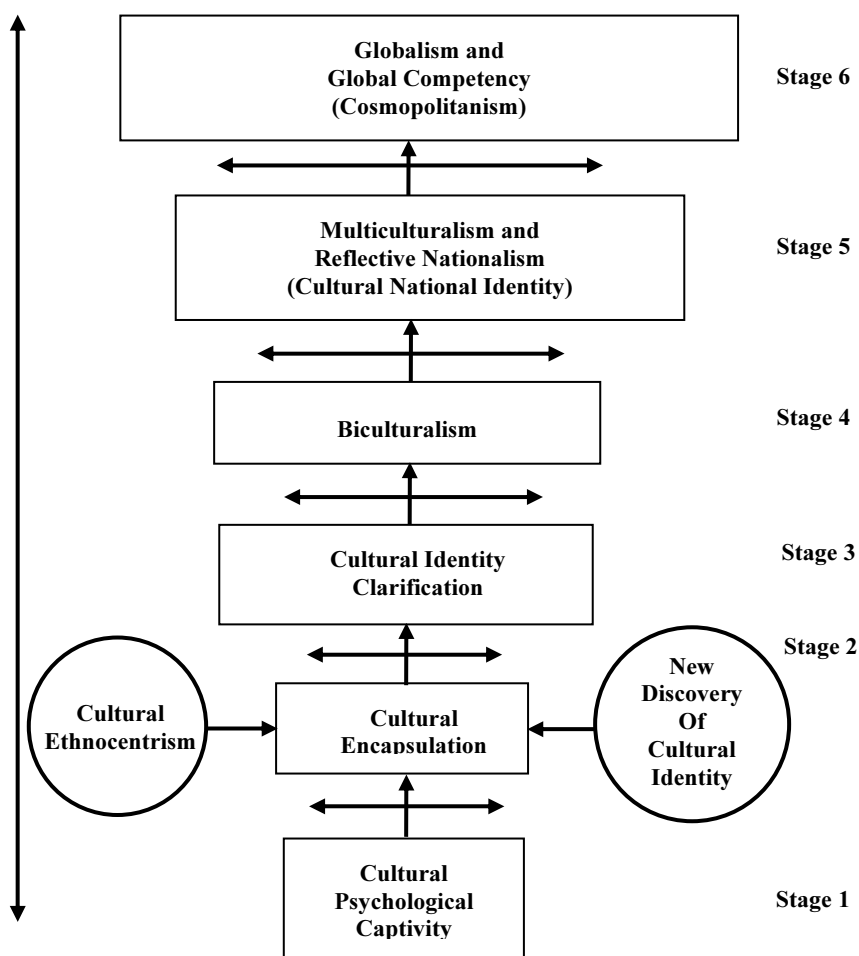 Globalism and
Global Competency
(Cosmopolitanism)
Stage 6
Multiculturalism and
Reflective Nationalism
(Cultural National Identity)
Stage 5
Biculturalism
Stage 4
Cultural Identity
Clarification
Stage 3
Stage 2
Cultural
Ethnocentrism
Cultural
Encapsulation
New
Discovery
Of
Cultural
Identity
Cultural
Psychological
Captivity
Stage 1